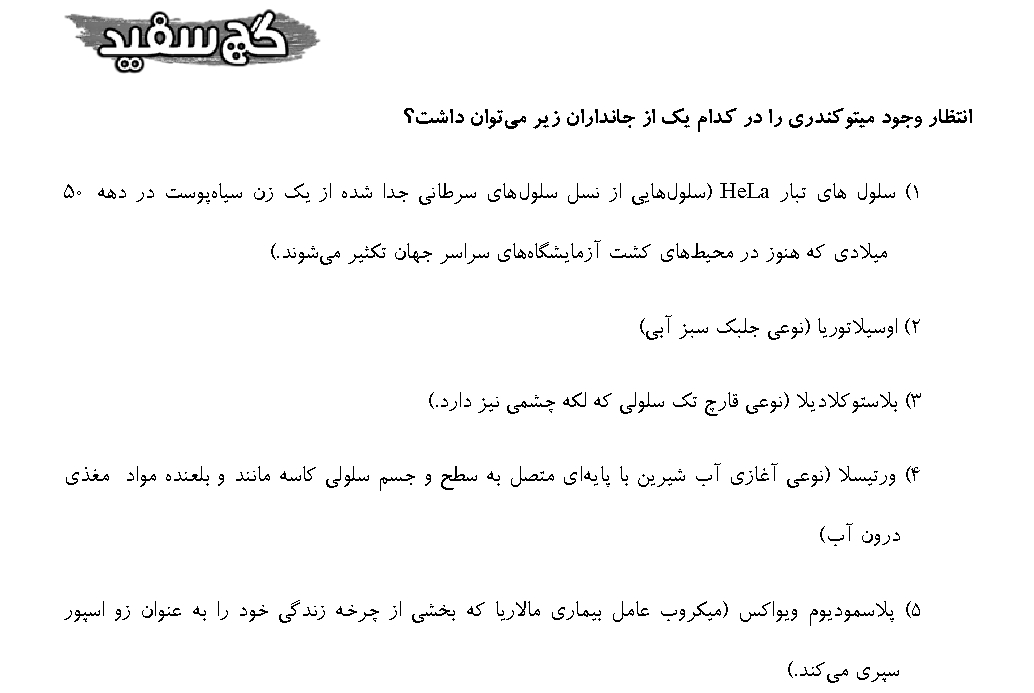 گچ سفید
انتظار وجود میتوکندری را در کدام یک از جانداران زیر می‌توان داشت؟
۱) سلول های تبار HeLa (سلول‌هایی از نسل سلول‌های سرطانی جدا شده از یک زن سیاه‌پوست در دهه ۵۰
میلادی که هنوز در محیط‌های کشت آزمایشگاه‌های سراسر جهان تکثیر می‌شوند.)
۲) اوسیلاتوریا (نوعی جلبک سبز آبی)
۳) بلاستوکلادیلا (نوعی قارچ تک سلولی که لکه چشمی نیز دارد.)
۴) ورتیسلا (نوعی آغازی آب شیرین با پایه‌ای متصل به سطح و جسم سلولی کاسه مانند و بلعنده مواد مغذی
درون آب)
۵) پلاسمودیوم ویواکس (میکروب عامل بیماری مالاریا که بخشی از چرخه زندگی خود را به عنوان زو اسپور
سپری می‌کند.)